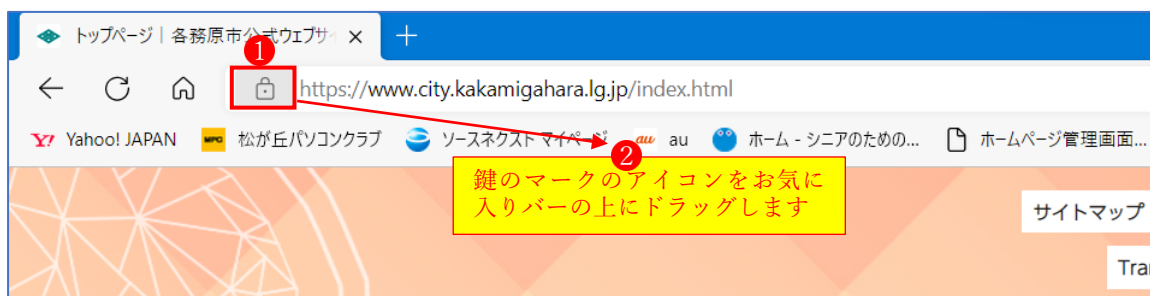 トップページ | 各務原市公式ウェブサイ
1
https://www.city.kakamigahara.lg.jp/index.html
Yahoo! JAPAN 松が丘パソコンクラブ ソースネクスト マイページ au au ホーム - シニアのための... ホームページ管理画面...
2
鍵のマークのアイコンをお気に
入りバーの上にドラッグします
サイトマップ
Tran